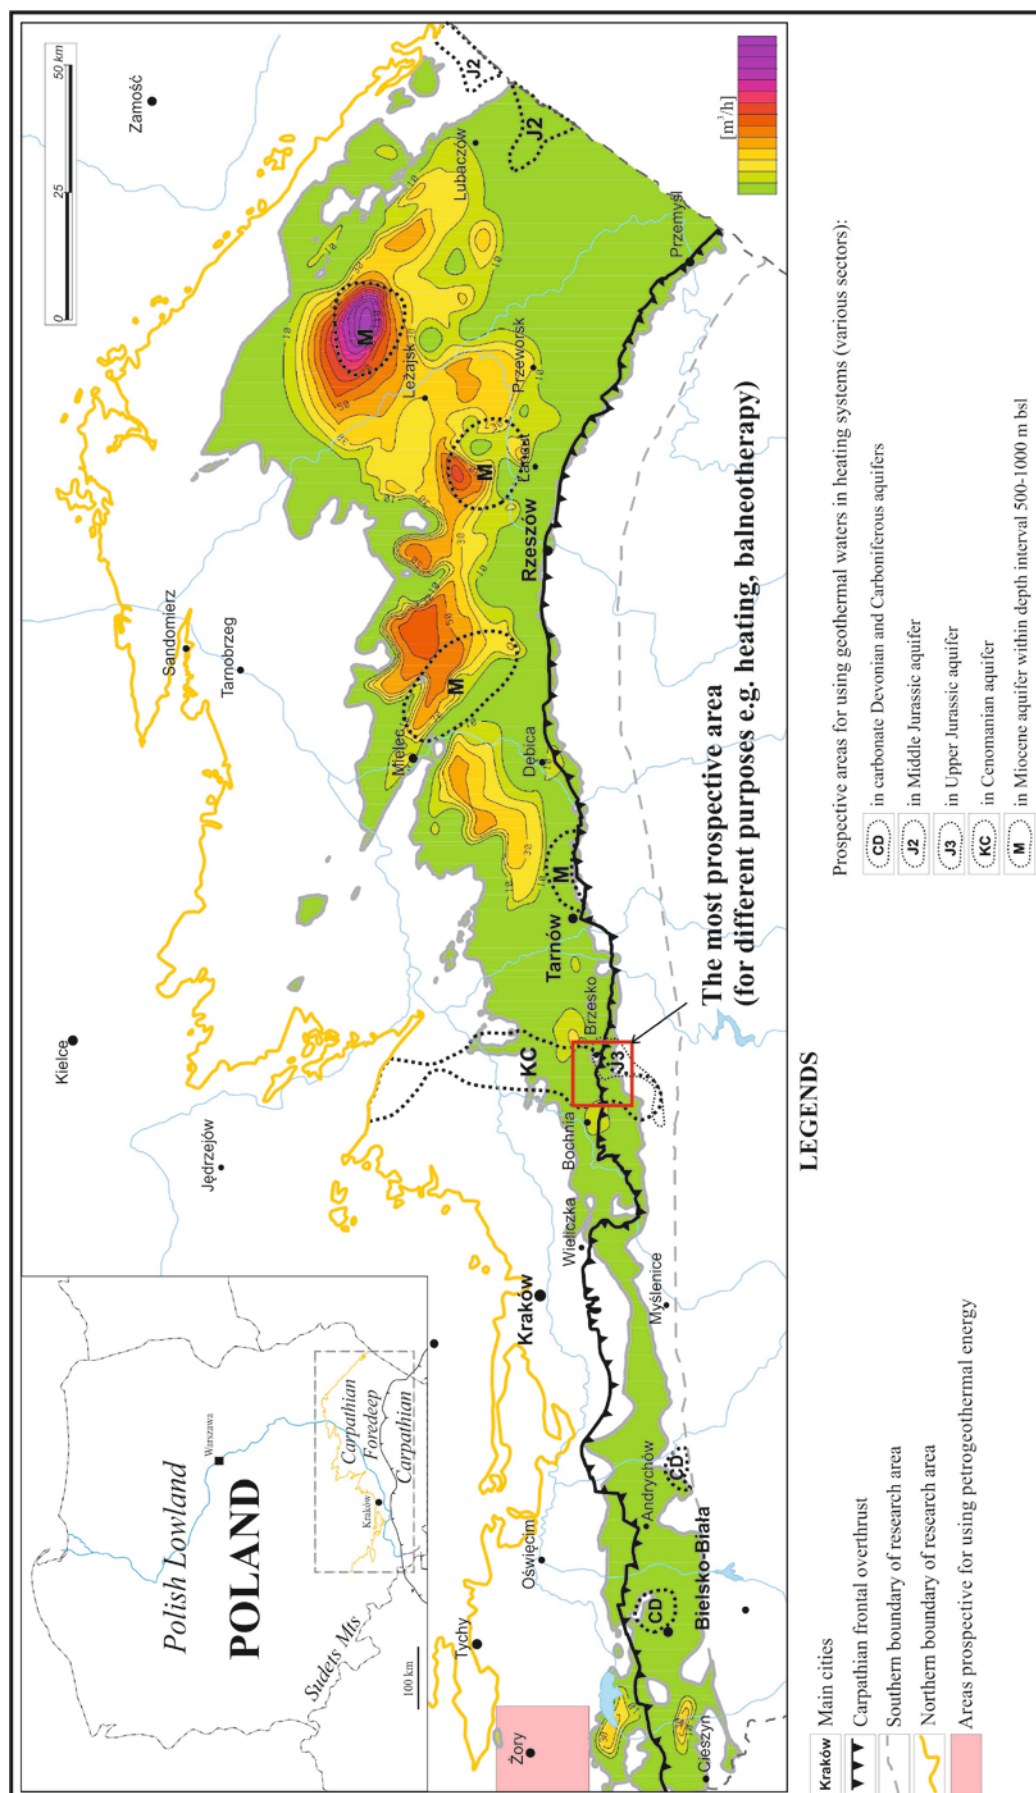 Polish Lowland
Warszawa
POLAND
Sudets Mts
Kraków
Carpathian
Foredeep
Carpathian
100 km
0
25
50 km
[m³/h]
Kielce
Zamość
Jędrzejów
Sandomierz
Tarnobrzeg
Tychy
Żory
Oświęcim
Kraków
Wieliczka
Bochnia
KC
Brzesko
J3
Tarnów
M
Dębica
Mielec
M
Rzeszów
Łańcut
M
Przeworsk
Leżajsk
M
Lubaczów
J2
J2
Przemyśl
Cieszyn
CD
Bielsko-Biała
Andrychów
CD
Myślenice
The most prospective area
(for different purposes e.g. heating, balneotherapy)
LEGENDS
Kraków Main cities
Carpathian frontal overthrust
Southern boundary of research area
Northern boundary of research area
Areas prospective for using petrogeothermal energy
Prospective areas for using geothermal waters in heating systems (various sectors):
CD in carbonate Devonian and Carboniferous aquifers
J2 in Middle Jurassic aquifer
J3 in Upper Jurassic aquifer
KC in Cenomanian aquifer
M in Miocene aquifer within depth interval 500-1000 m bsl